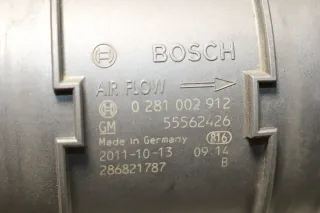 BOSCH
AIR FLOW
0 281 002 912
GM 55562426
Made in Germany 816
2011-10-13 09:14
286821787 B